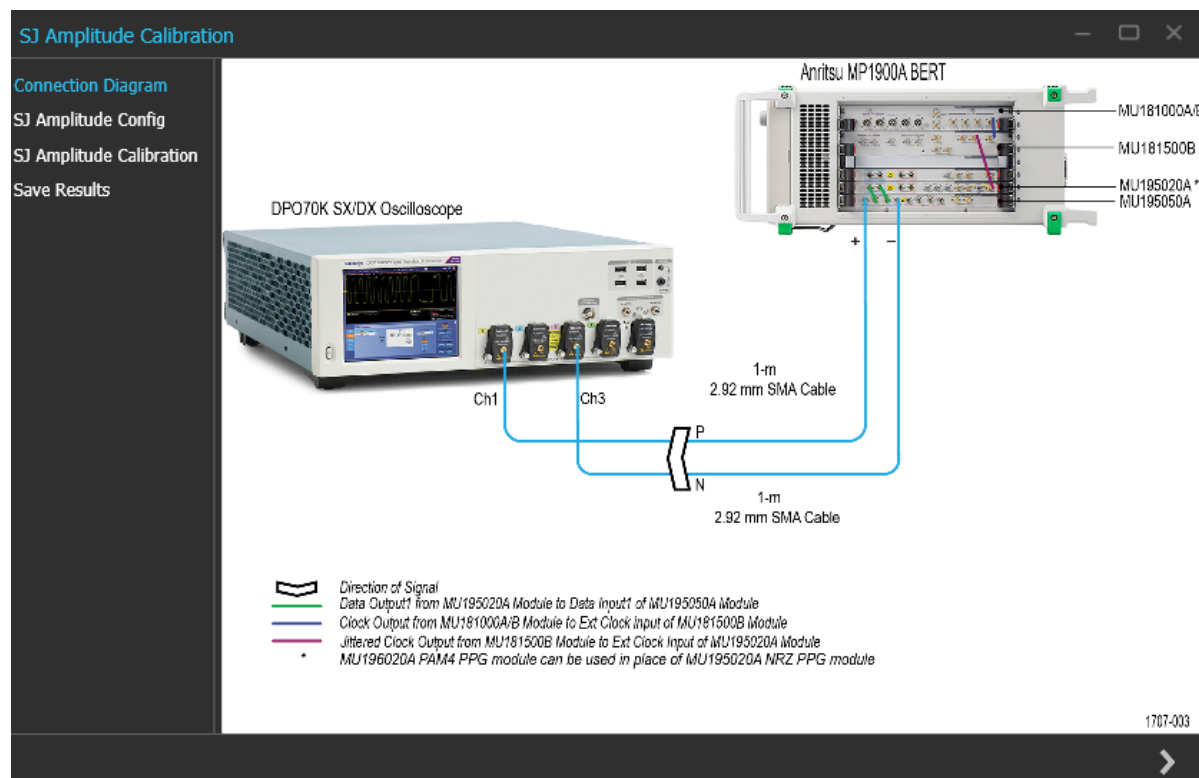 SJ Amplitude Calibration
Connection Diagram
SJ Amplitude Config
SJ Amplitude Calibration
Save Results
Anritsu MP1900A BERT
MU181000A/B
MU181500B
MU195020A *
MU195050A
DPO70K SX/DX Oscilloscope
+ −
1-m
2.92 mm SMA Cable
Ch1
Ch3
P
N
1-m
2.92 mm SMA Cable
Direction of Signal
Data Output1 from MU195020A Module to Data Input1 of MU195050A Module
Clock Output from MU181000A/B Module to Ext Clock input of MU181500B Module
Jittered Clock Output from MU181500B Module to Ext Clock Input of MU195020A Module
* MU196020A PAM4 PPG module can be used in place of MU195020A NRZ PPG module
1707-003